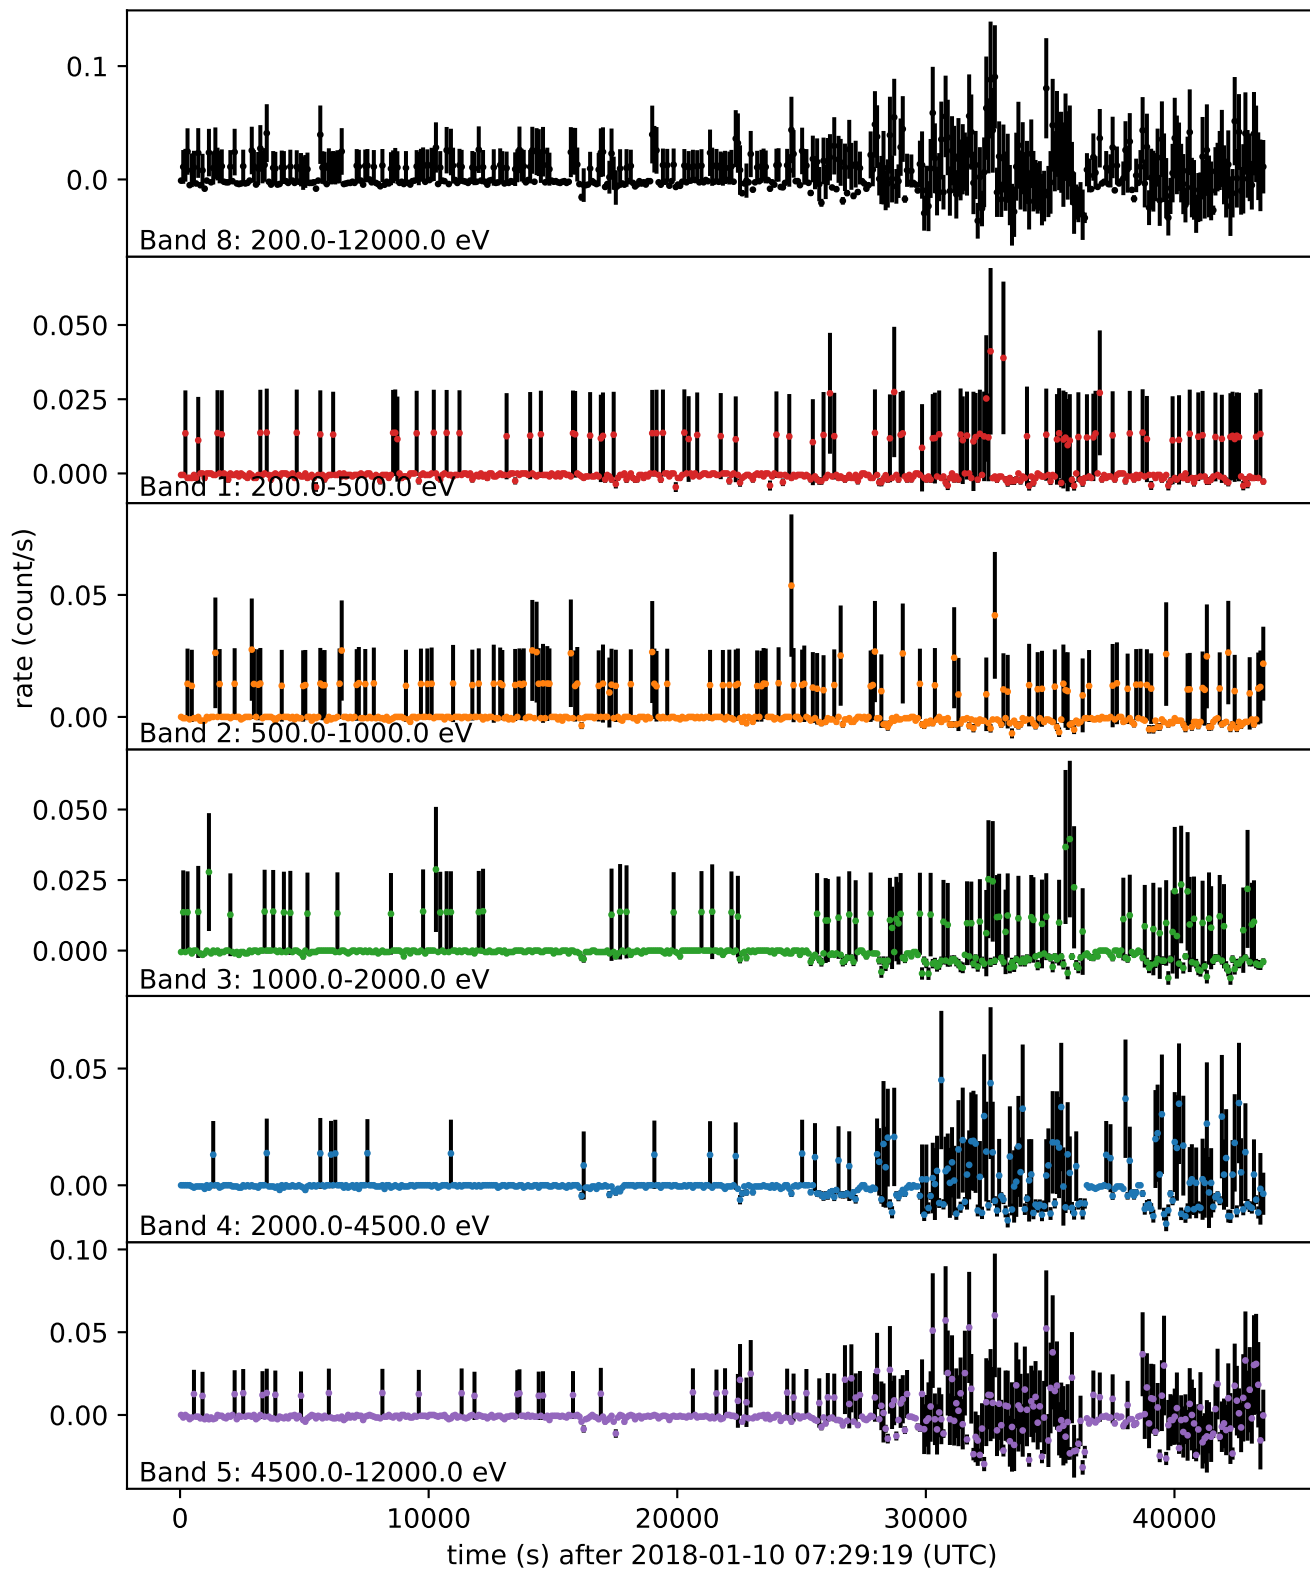 0.1
0.0
Band 8: 200.0-12000.0 eV
0.050
0.025
0.000
Band 1: 200.0-500.0 eV
rate (count/s)
0.05
0.00
Band 2: 500.0-1000.0 eV
0.050
0.025
0.000
Band 3: 1000.0-2000.0 eV
0.05
0.00
Band 4: 2000.0-4500.0 eV
0.10
0.05
0.00
Band 5: 4500.0-12000.0 eV
0 10000 20000 30000 40000
time (s) after 2018-01-10 07:29:19 (UTC)